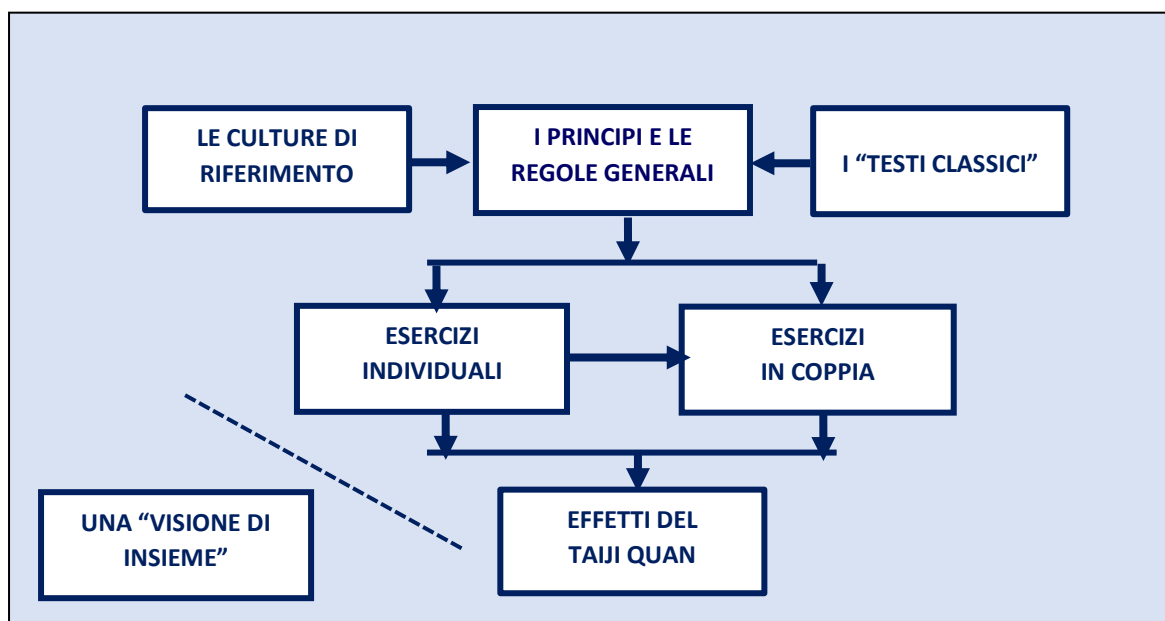 LE CULTURE DI
RIFERIMENTO
I PRINCIPI E LE
REGOLE GENERALI
I “TESTI CLASSICI”
ESERCIZI
INDIVIDUALI
ESERCIZI
IN COPPIA
UNA “VISIONE DI
INSIEME”
EFFETTI DEL
TAIJI QUAN